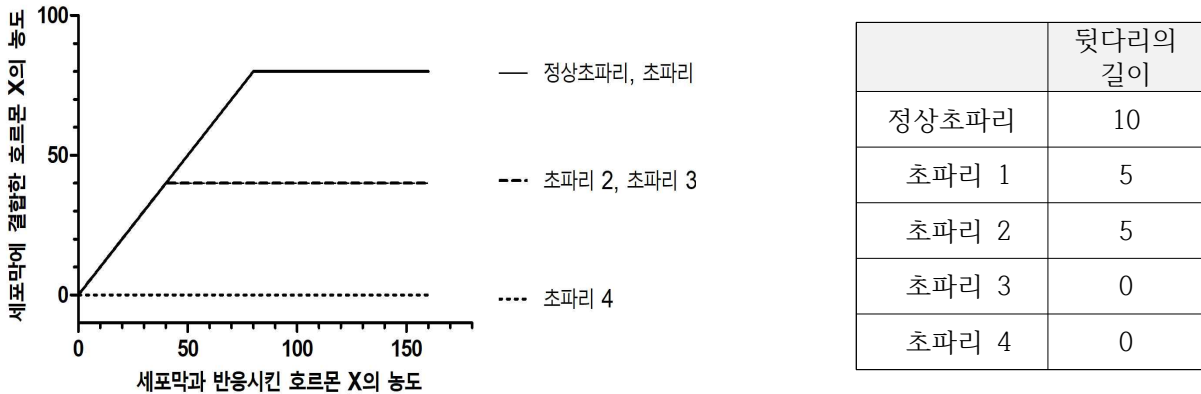 세포막에 결합한 호르몬 X의 농도
100
50
0
0
50
100
150
세포막과 반응시킨 호르몬 X의 농도
정상초파리, 초파리
초파리 2, 초파리 3
초파리 4
뒷다리의
길이
정상초파리 10
초파리 1 5
초파리 2 5
초파리 3 0
초파리 4 0